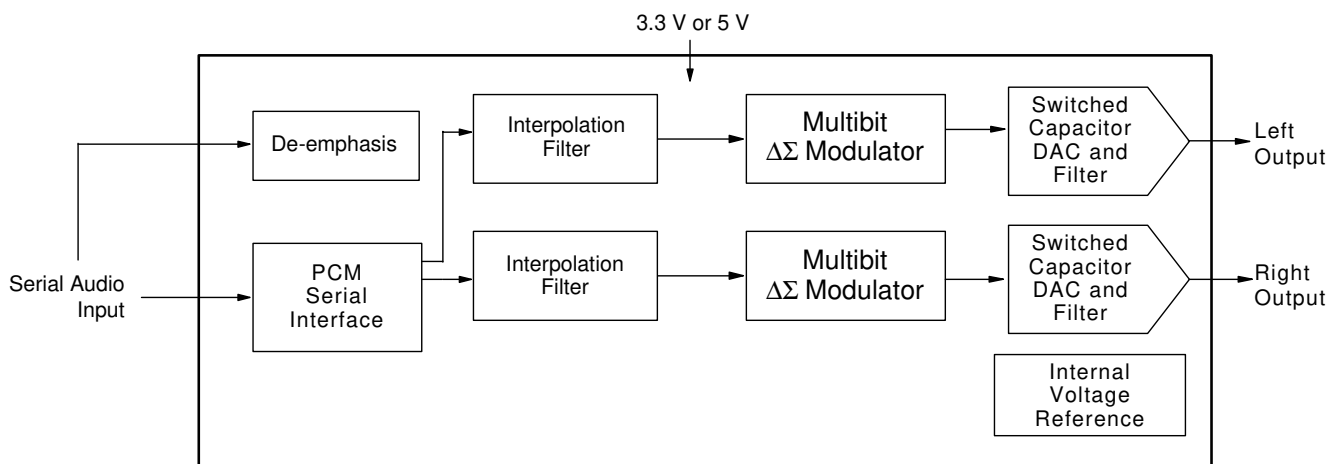 3.3 V or 5 V
De-emphasis
Interpolation
Filter
Multibit
ΔΣ Modulator
Switched
Capacitor
DAC and
Filter
Left
Output
Serial Audio
Input
PCM
Serial
Interface
Interpolation
Filter
Multibit
ΔΣ Modulator
Switched
Capacitor
DAC and
Filter
Right
Output
Internal
Voltage
Reference